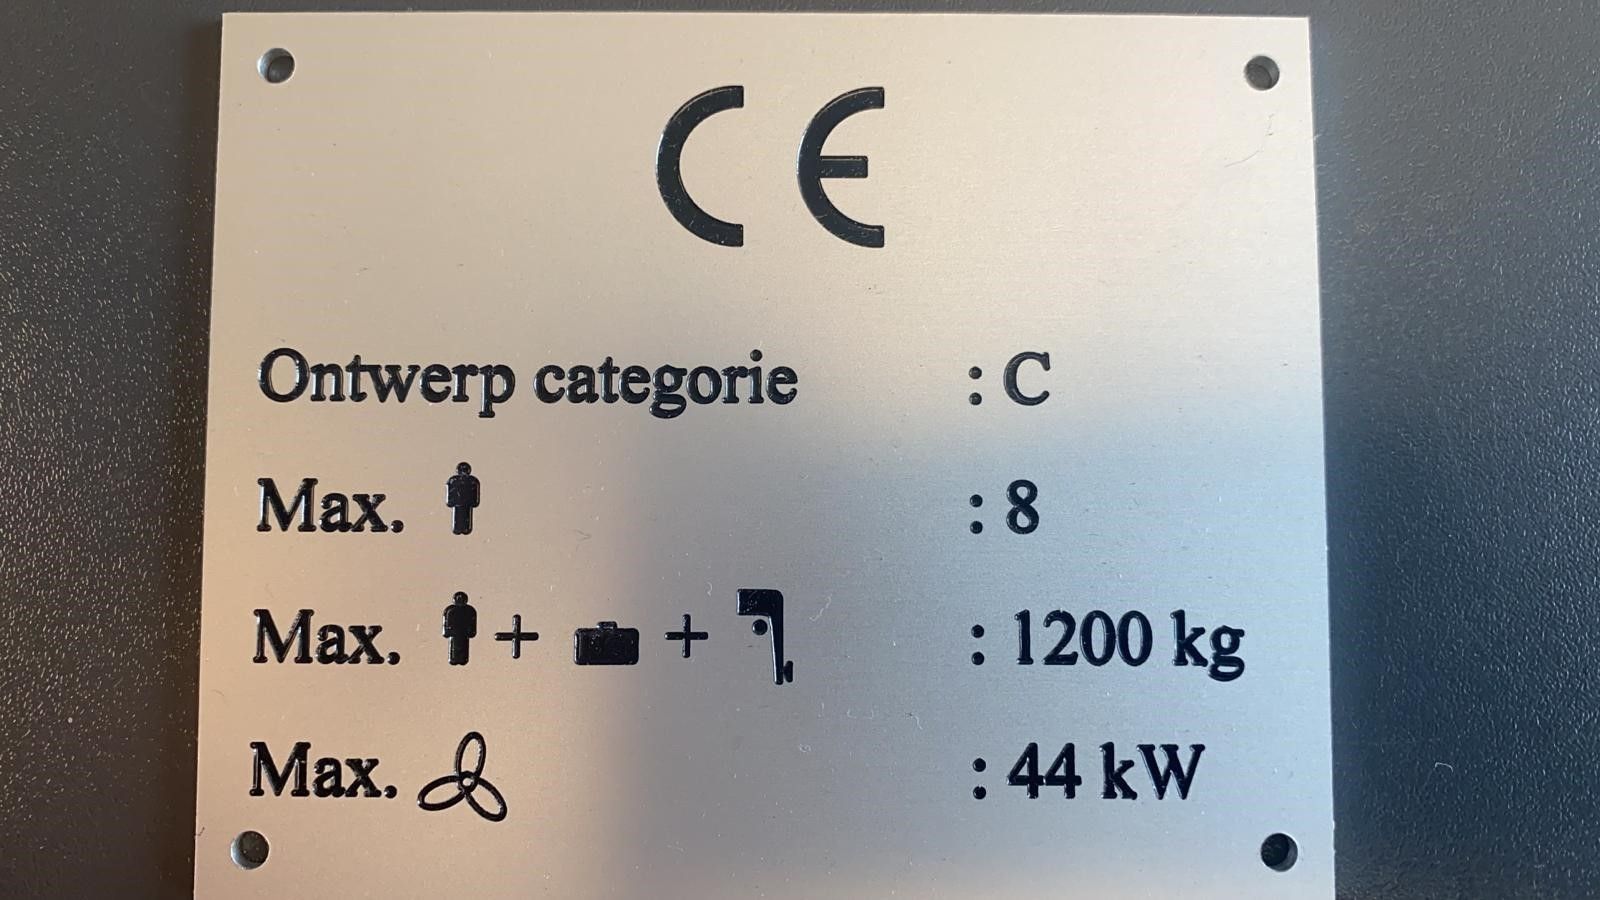 CE
Ontwerp categorie : C
Max. : 8
Max. + + : 1200 kg
Max. : 44 kW